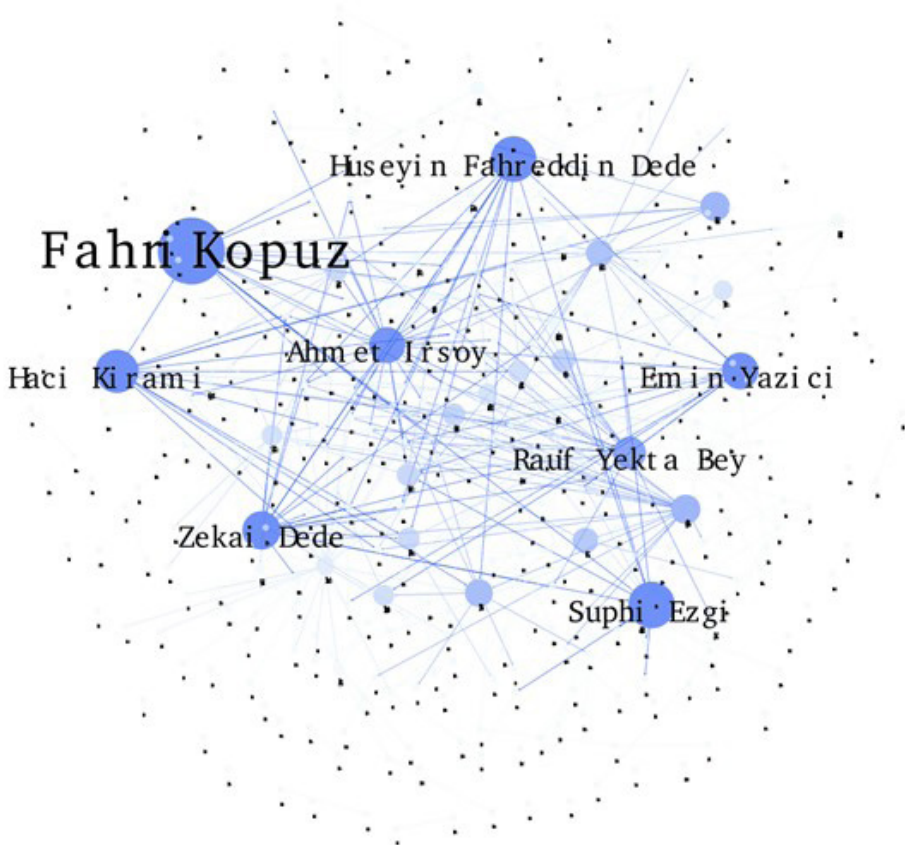 Huseyin Fahreddin Dede
Fahri Kopuz
Ahmet Irsoy
Haci Kirami
Emin Yazici
Rauf Yekta Bey
Zekai Dede
Suphi Ezgi